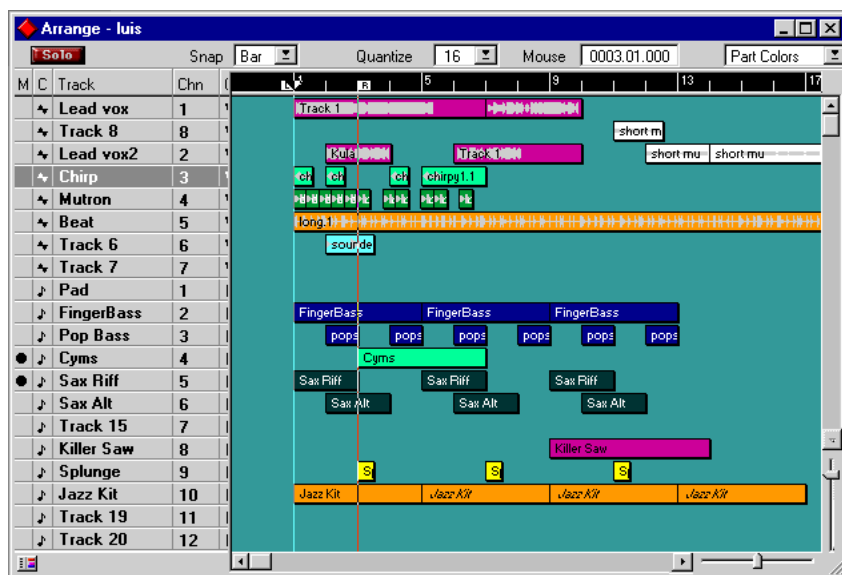 Arrange - luis
Solo Snap Bar Quantize 16 Mouse 0003.01.000 Part Colors
M C Track Chn 1 5 9 13 17
L R
Lead vox 1 Track 1
Track 8 8 short m
Lead vox2 2 Kula Track 1 short mu short mu
Chirp 3 ch ch ch chirpy1.1
Mutron 4
Beat 5 long.1
Track 6 6 sounde
Track 7 7
Pad 1
FingerBass 2 FingerBass FingerBass FingerBass
Pop Bass 3 pops pops pops pops pops pops
Cyms 4 Cyms
Sax Riff 5 Sax Riff Sax Riff Sax Riff
Sax Alt 6 Sax Alt Sax Alt Sax Alt
Track 15 7
Killer Saw 8 Killer Saw
Splunge 9
Jazz Kit 10 Jazz Kit Jazz Kit Jazz Kit Jazz Kit
Track 19 11
Track 20 12